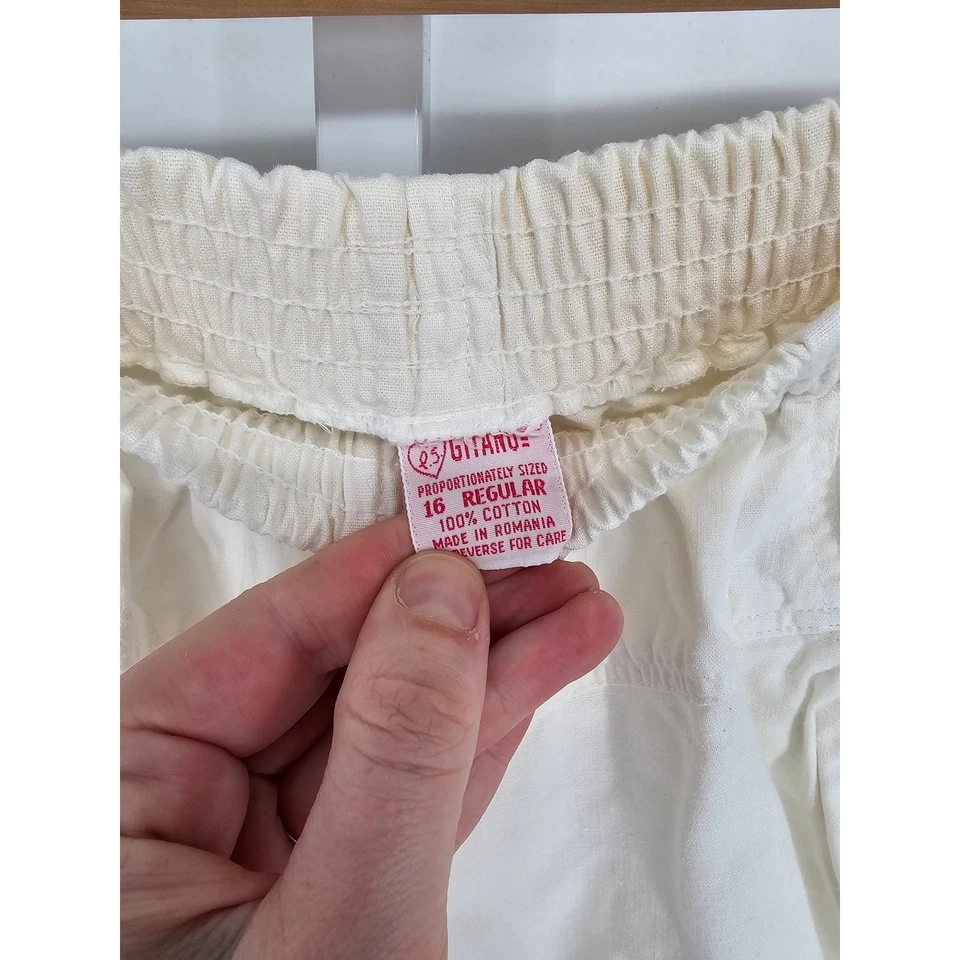 GITANO
PROPORTIONATELY SIZED
16 REGULAR
100% COTTON
MADE IN ROMANIA
REVERSE FOR CARE